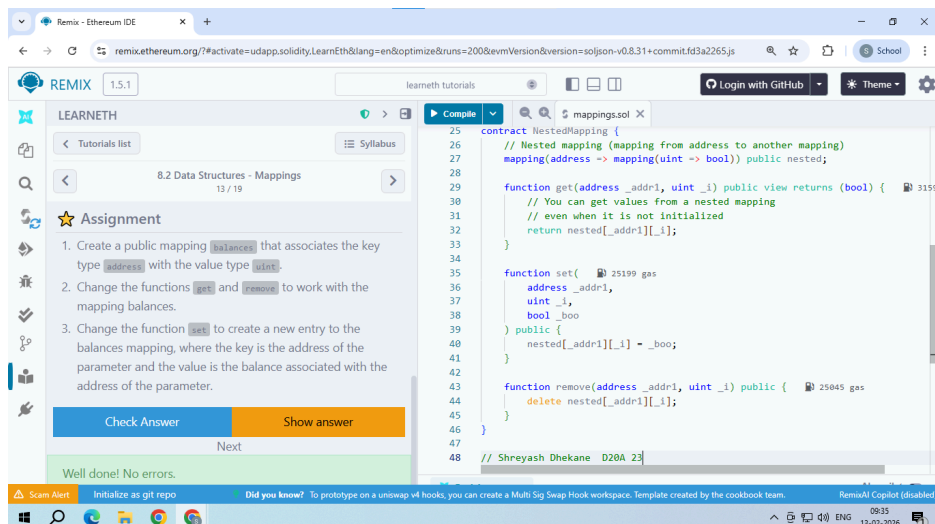 Remix - Ethereum IDE
remix.ethereum.org/?#activate=udapp,solidity,LearnEth&lang=en&optimize&runs=200&evmVersion&version=soljson-v0.8.31+commit.fd3a2265.js
S School
REMIX 1.5.1
learneth tutorials
Login with GitHub
Theme
LEARNETH
Tutorials list
Syllabus
8.2 Data Structures - Mappings
13 / 19
Assignment
1. Create a public mapping balances that associates the key
type address with the value type uint.
2. Change the functions get and remove to work with the
mapping balances.
3. Change the function set to create a new entry to the
balances mapping, where the key is the address of the
parameter and the value is the balance associated with the
address of the parameter.
Check Answer
Show answer
Next
Well done! No errors.
Compile
mappings.sol
25 contract NestedMapping {
26 // Nested mapping (mapping from address to another mapping)
27 mapping(address => mapping(uint => bool)) public nested;
28
29 function get(address _addr1, uint _i) public view returns (bool) { 3159
30 // You can get values from a nested mapping
31 // even when it is not initialized
32 return nested[_addr1][_i];
33 }
34
35 function set( 25199 gas
36 address _addr1,
37 uint _i,
38 bool _boo
39 ) public {
40 nested[_addr1][_i] = _boo;
41 }
42
43 function remove(address _addr1, uint _i) public { 25045 gas
44 delete nested[_addr1][_i];
45 }
46 }
47
48 // Shreyash Dhekane D20A 23
Scam Alert
Initialize as git repo
Did you know? To prototype on a uniswap v4 hooks, you can create a Multi Sig Swap Hook workspace. Template created by the cookbook team.
RemixAI Copilot (disabled
ENG
09:35
13-02-2026